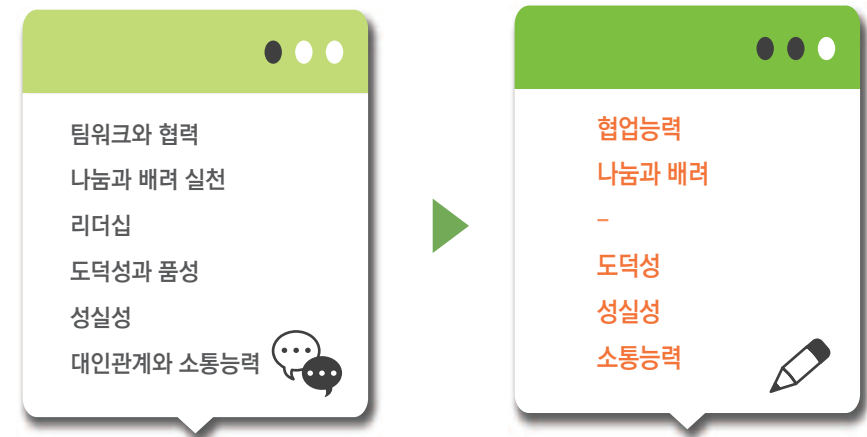 팀워크와 협력
나눔과 배려 실천
리더십
도덕성과 품성
성실성
대인관계와 소통능력
협업능력
나눔과 배려
–
도덕성
성실성
소통능력